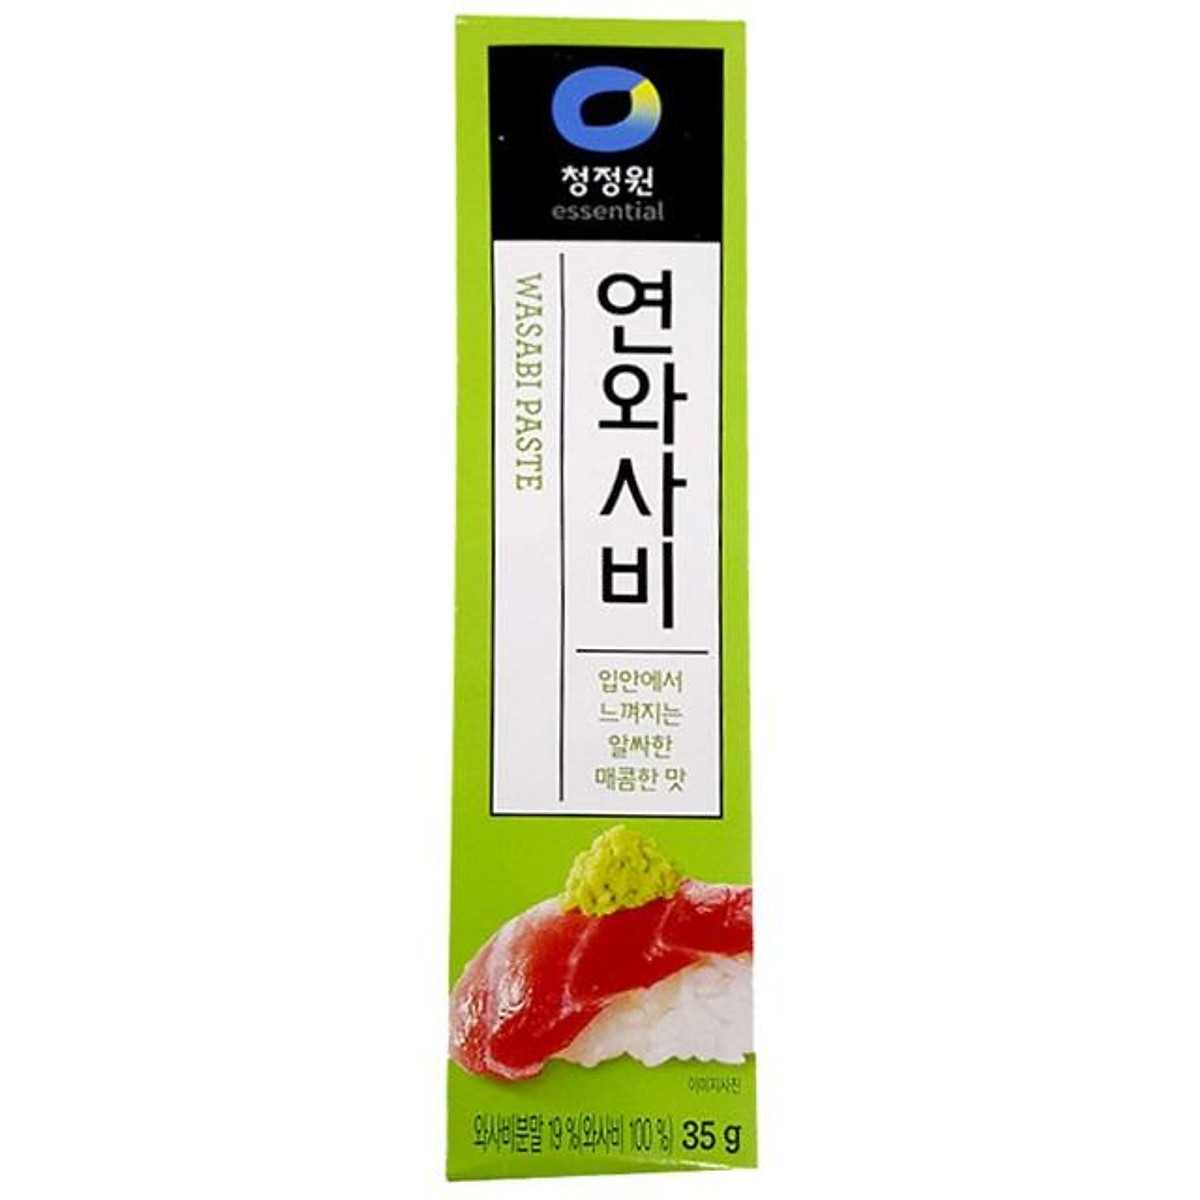 청정원
essential
WASABI PASTE
연와사비
입안에서
느껴지는
알싸한
매콤한 맛
이미지사진
와사비분말 19 %(와사비 100 %) 35 g